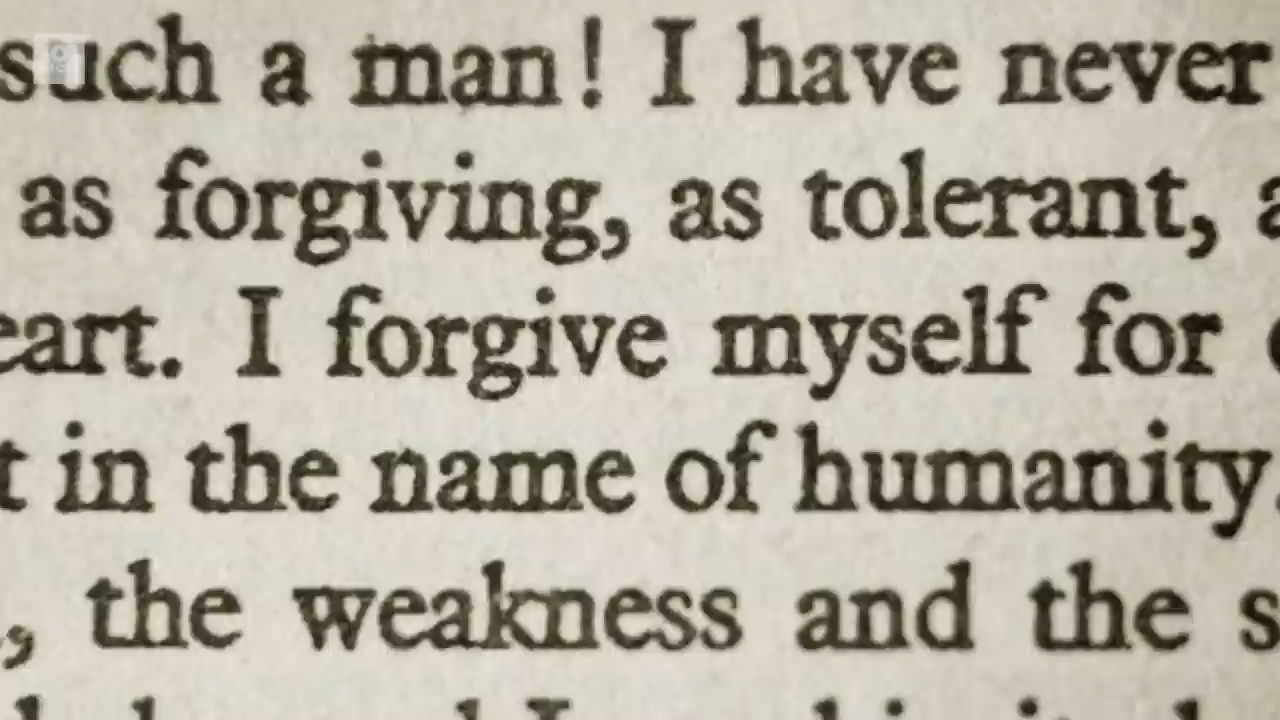 such a man! I have never
as forgiving, as tolerant, a
eart. I forgive myself for
t in the name of humanity.
, the weakness and the s